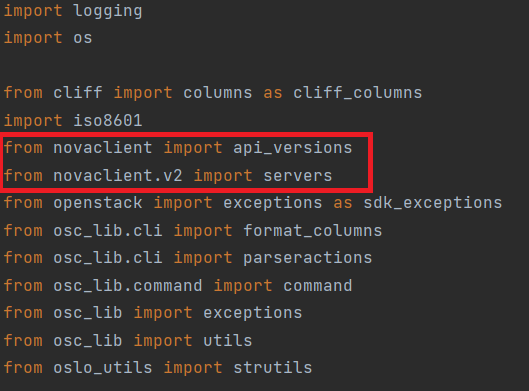 import logging
import os
from cliff import columns as cliff_columns
import iso8601
from novaclient import api_versions
from novaclient.v2 import servers
from openstack import exceptions as sdk_exceptions
from osc_lib.cli import format_columns
from osc_lib.cli import parseractions
from osc_lib.command import command
from osc_lib import exceptions
from osc_lib import utils
from oslo_utils import strutils